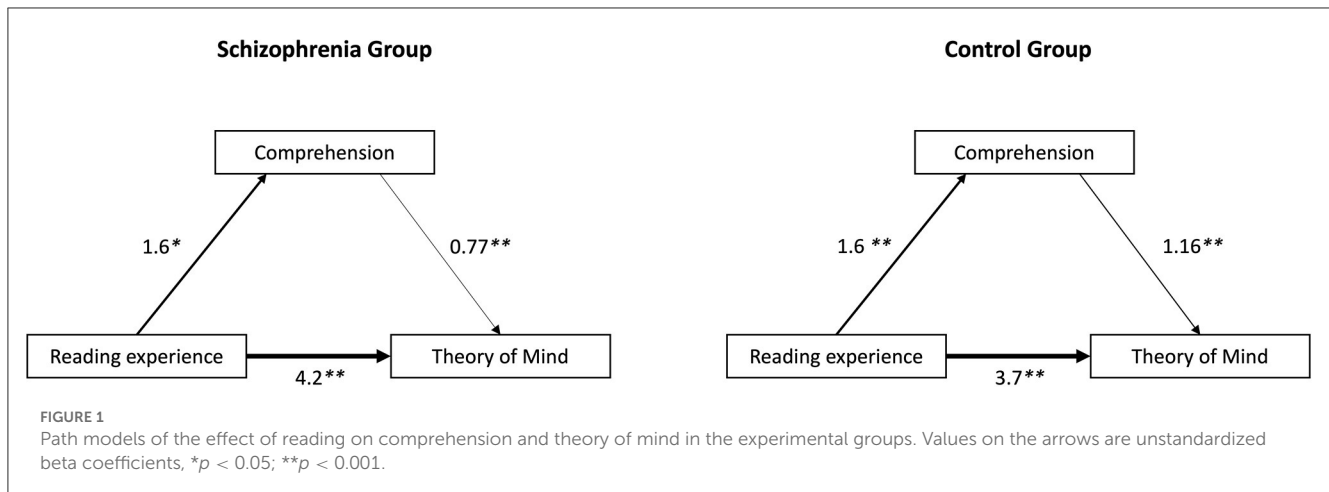 Schizophrenia Group
Comprehension
1.6*
0.77**
Reading experience
Theory of Mind
4.2**
Control Group
Comprehension
1.6 **
1.16**
Reading experience
Theory of Mind
3.7**
FIGURE 1
Path models of the effect of reading on comprehension and theory of mind in the experimental groups. Values on the arrows are unstandardized
beta coefficients, *p < 0.05; **p < 0.001.